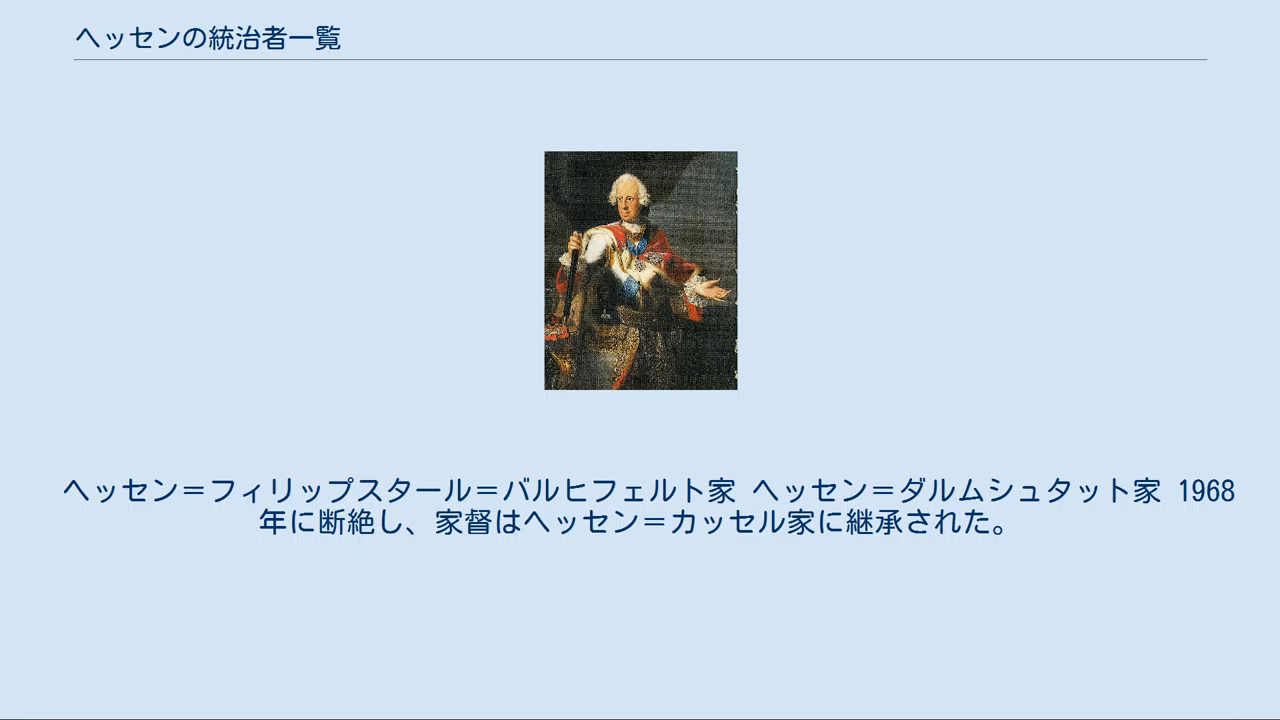 ヘッセンの統治者一覧
ヘッセン＝フィリップスタール＝バルヒフェルト家 ヘッセン＝ダルムシュタット家 1968
年に断絶し、家督はヘッセン＝カッセル家に継承された。